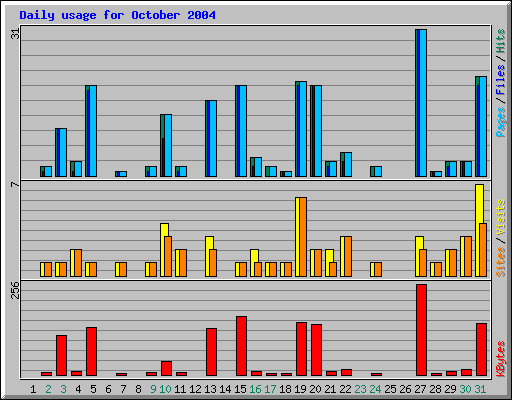 Daily usage for October 2004
31
Pages / Files / Hits
7
Sites / Visits
256
KBytes
1 2 3 4 5 6 7 8 9 10 11 12 13 14 15 16 17 18 19 20 21 22 23 24 25 26 27 28 29 30 31